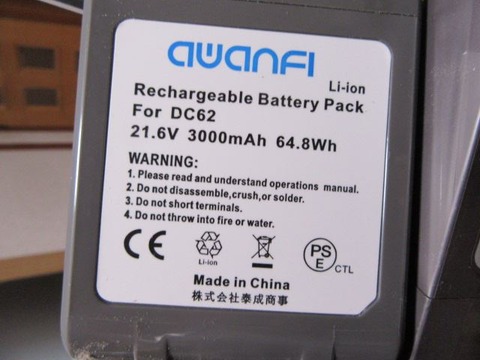 awanfi
Li-ion
Rechargeable Battery Pack
For DC62
21.6V 3000mAh 64.8Wh
WARNING:
1. Please read and understand operations manual.
2. Do not disassemble,crush,or solder.
3. Do not short terminals.
4. Do not throw into fire or water.
CE
Li-ion
PS
E
CTL
Made in China
株式会社泰成商事